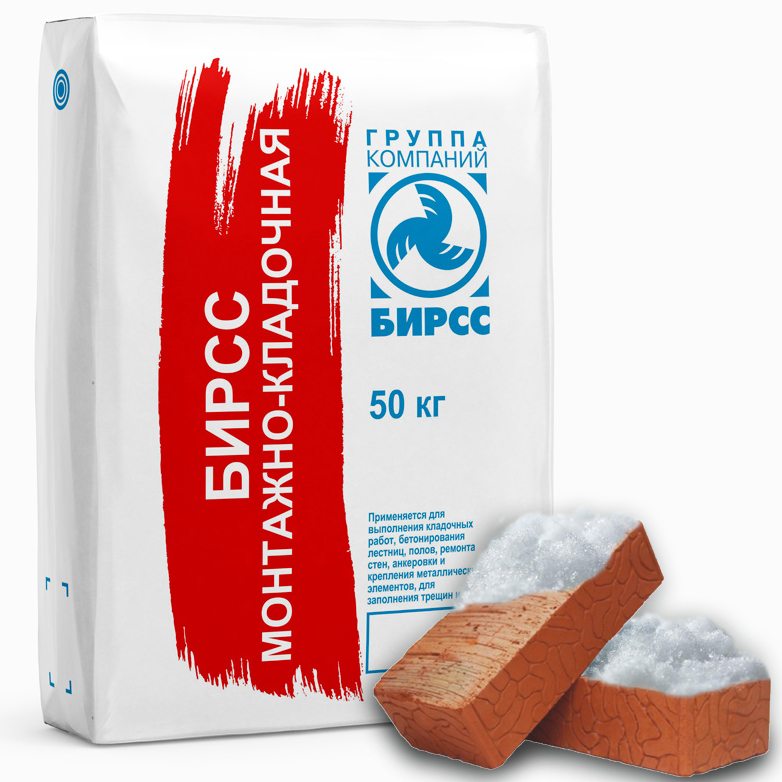 БИРСС
МОНТАЖНО-КЛАДОЧНАЯ
ГРУППА
КОМПАНИЙ
БИРСС
50 кг
Применяется для
выполнения кладочных
работ, бетонирования
лестниц, полов, ремонта
стен, анкеровки и
крепления металлическ
элементов, для
заполнения трещин и